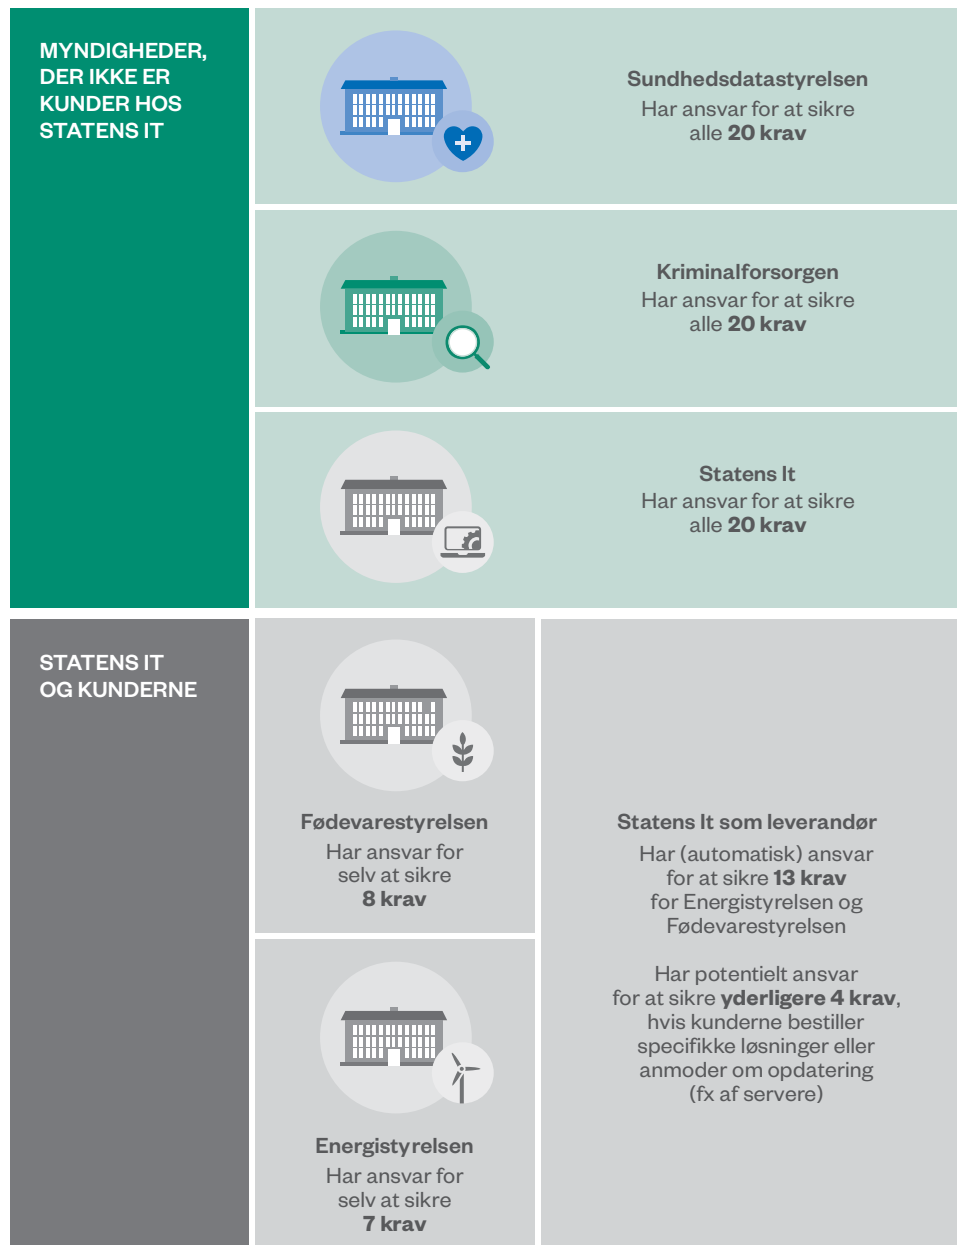 MYNDIGHEDER,
DER IKKE ER
KUNDER HOS
STATENS IT
Sundhedsdatastyrelsen
Har ansvar for at sikre
alle 20 krav
Kriminalforsorgen
Har ansvar for at sikre
alle 20 krav
Statens It
Har ansvar for at sikre
alle 20 krav
STATENS IT
OG KUNDERNE
Fødevarestyrelsen
Har ansvar for
selv at sikre
8 krav
Energistyrelsen
Har ansvar for
selv at sikre
7 krav
Statens It som leverandør
Har (automatisk) ansvar
for at sikre 13 krav
for Energistyrelsen og
Fødevarestyrelsen
Har potentielt ansvar
for at sikre yderligere 4 krav,
hvis kunderne bestiller
specifikke løsninger eller
anmoder om opdatering
(fx af servere)